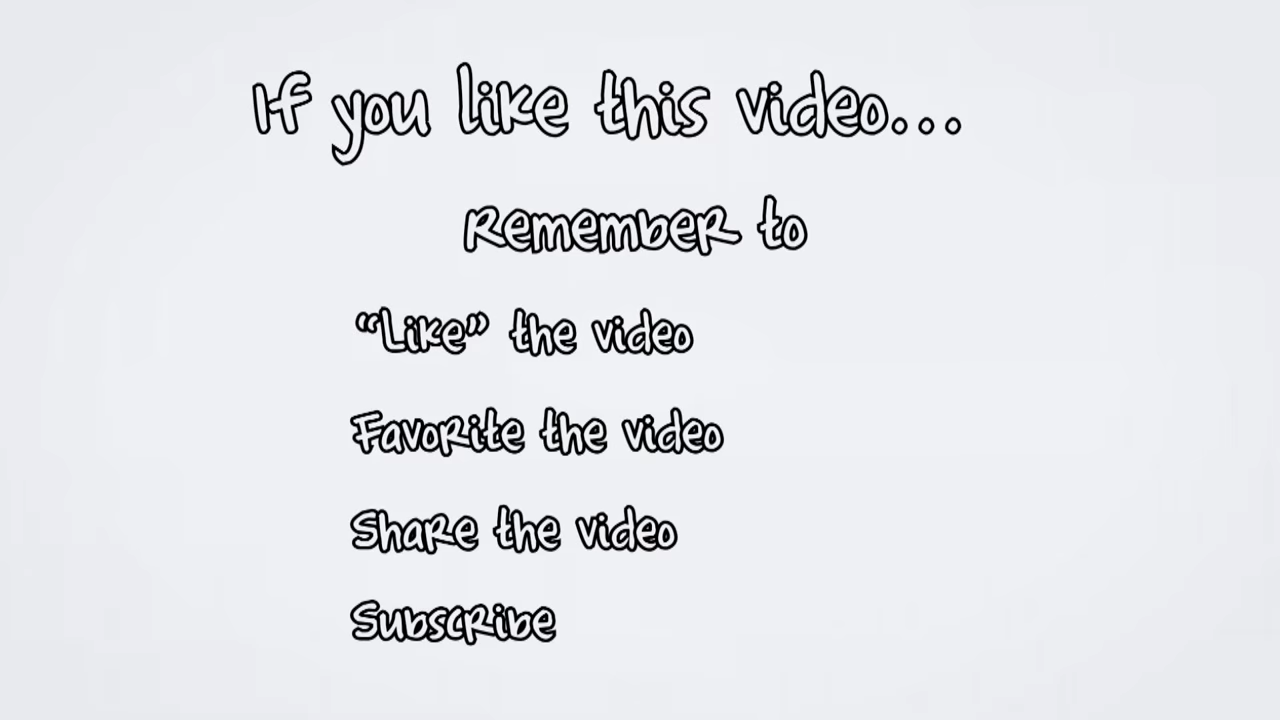 If you like this video...
Remember to
“Like” the video
Favorite the video
Share the video
Subscribe